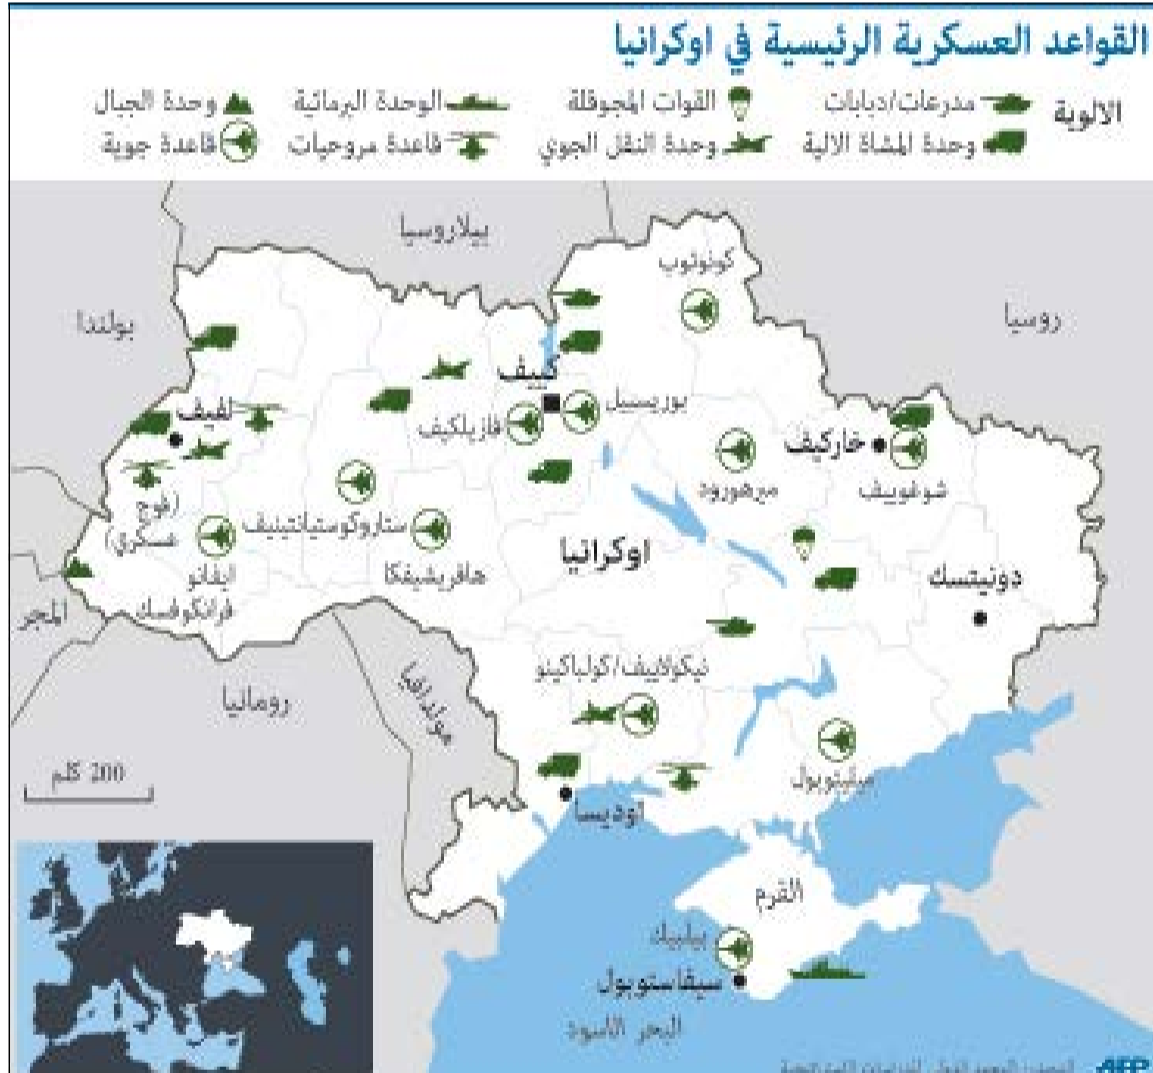 القواعد العسكرية الرئيسية في اوكرانيا
الالوية
مدرعات/دبابات
القوات المجوقلة
الوحدة البرمائية
وحدة الجبال
وحدة المشاة الالية
وحدة النقل الجوي
قاعدة مروحيات
قاعدة جوية
بيلاروسيا
كونوتوب
روسيا
بولندا
كييف
بوريسبيل
لفيف
فازيلكيف
خاركيف
ميرهورود
شوغوييف
(فوج
عسكري)
ستاروكوستيانتينيف
اوكرانيا
هافريشيفكا
دونيتسك
ايفانو
فرانكوفسك
المجر
نيكولاييف/كولباكينو
رومانيا
مولدافيا
ميليتوبول
200 كلم
اوديسا
القرم
بيلبيك
سيفاستوبول
البحر الاسود
AFP